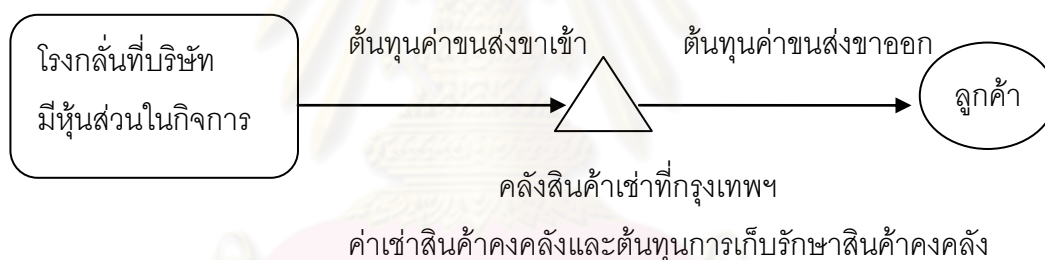 โรงกลั่นที่บริษัท
มีหุ้นส่วนในกิจการ
ต้นทุนค่าขนส่งขาเข้า
ต้นทุนค่าขนส่งขาออก
ลูกค้า
คลังสินค้าเช่าที่กรุงเทพฯ
ค่าเช่าสินค้าคงคลังและต้นทุนการเก็บรักษาสินค้าคงคลัง